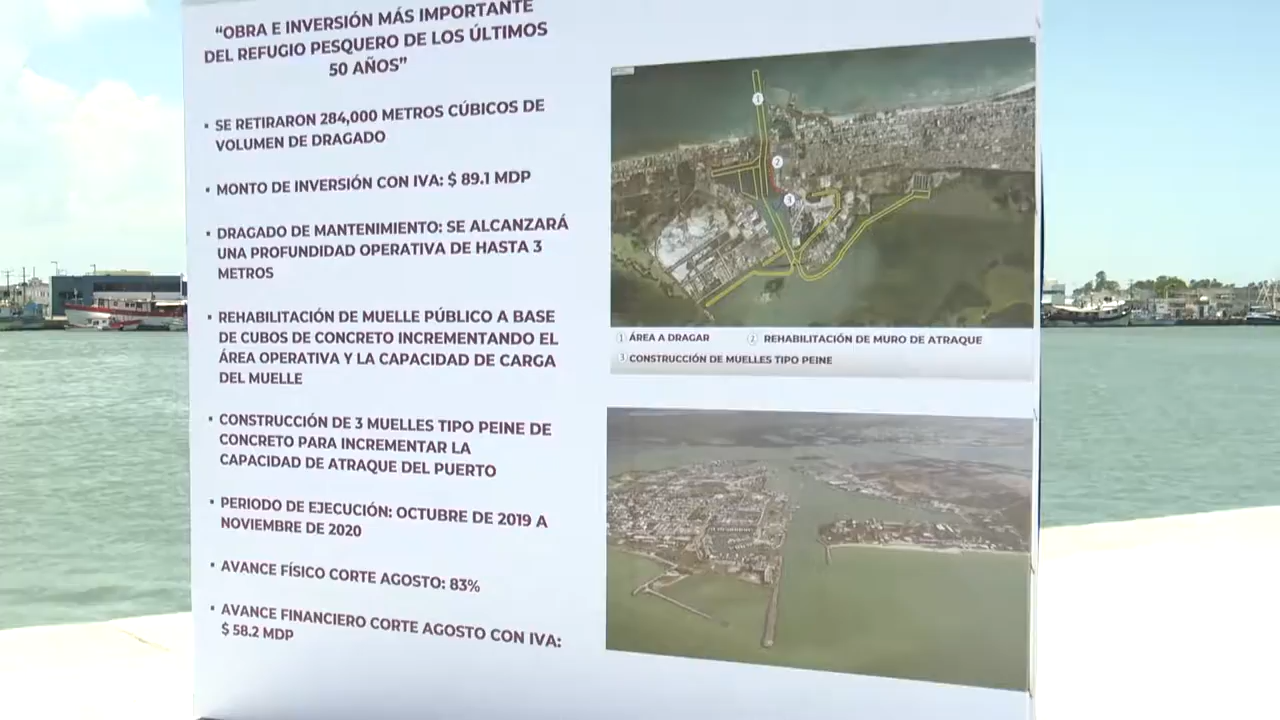 “OBRA E INVERSIÓN MÁS IMPORTANTE
DEL REFUGIO PESQUERO DE LOS ÚLTIMOS
50 AÑOS”
▪ SE RETIRARON 284,000 METROS CÚBICOS DE
VOLUMEN DE DRAGADO
▪ MONTO DE INVERSIÓN CON IVA: $ 89.1 MDP
▪ DRAGADO DE MANTENIMIENTO: SE ALCANZARÁ
UNA PROFUNDIDAD OPERATIVA DE HASTA 3
METROS
▪ REHABILITACIÓN DE MUELLE PÚBLICO A BASE
DE CUBOS DE CONCRETO INCREMENTANDO EL
ÁREA OPERATIVA Y LA CAPACIDAD DE CARGA
DEL MUELLE
▪ CONSTRUCCIÓN DE 3 MUELLES TIPO PEINE DE
CONCRETO PARA INCREMENTAR LA
CAPACIDAD DE ATRAQUE DEL PUERTO
▪ PERIODO DE EJECUCIÓN: OCTUBRE DE 2019 A
NOVIEMBRE DE 2020
▪ AVANCE FÍSICO CORTE AGOSTO: 83%
▪ AVANCE FINANCIERO CORTE AGOSTO CON IVA:
$ 58.2 MDP
1
2
3
1 ÁREA A DRAGAR 2 REHABILITACIÓN DE MURO DE ATRAQUE
3 CONSTRUCCIÓN DE MUELLES TIPO PEINE